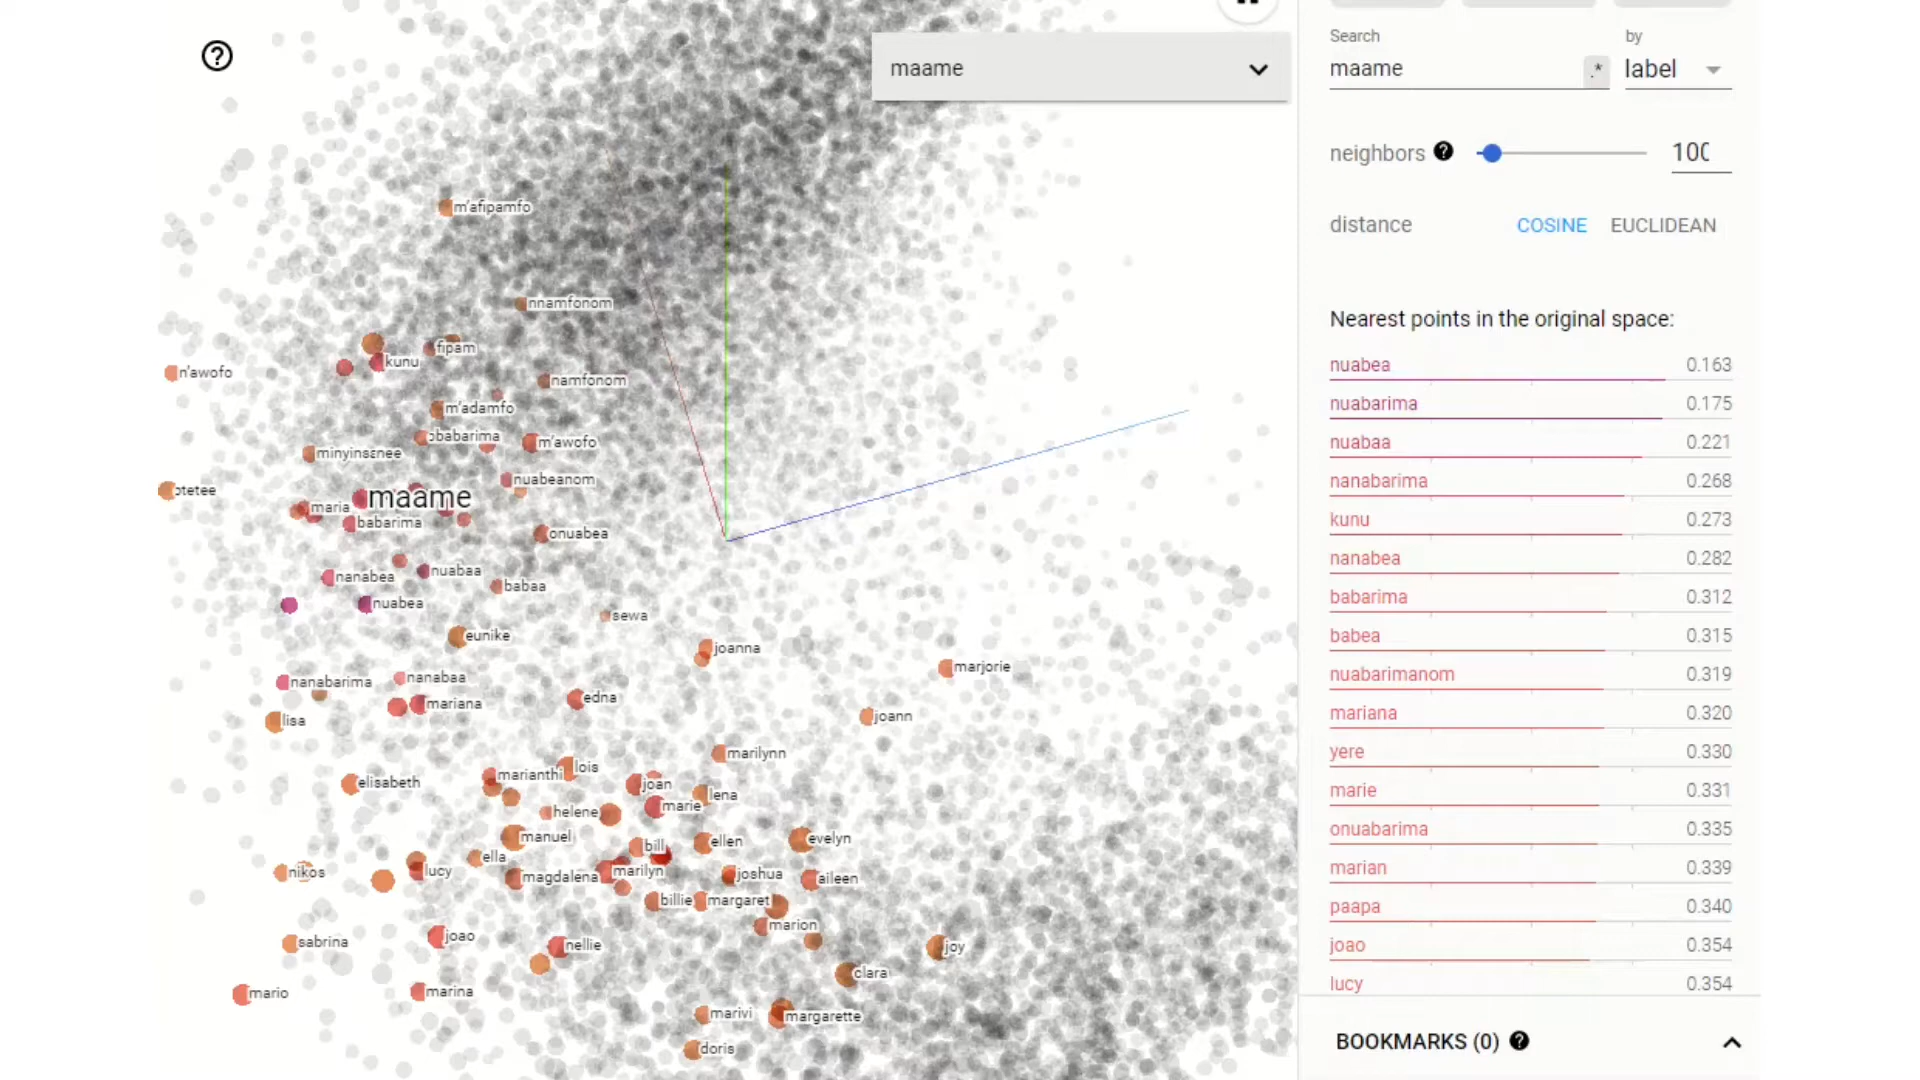 maame
m'afipamfo
nnamfonom
fipam
kunu
n'awofo
namfonom
m'adamfo
obabarima
m'awofo
nuabeanom
maria
maame
babarima
onuabea
nuabaa
nanabea
babaa
nuabea
sewa
eunike
joanna
marjorie
nanabaa
nanabarima
mariana
edna
lisa
joann
marilynn
lois
marianthi
elisabeth
joan
lena
marie
helene
manuel
bill
ellen
evelyn
ella
nikos
lucy
magdalena
marilyn
joshua
aileen
billie
margaret
marion
sabrina
joao
nellie
joy
clara
mario
marina
marivi
margarette
doris
Search
by
maame
.*
label
neighbors
100
distance
COSINE EUCLIDEAN
Nearest points in the original space:
nuabea 0.163
nuabarima 0.175
nuabaa 0.221
nanabarima 0.268
kunu 0.273
nanabea 0.282
babarima 0.312
babea 0.315
nuabarimanom 0.319
mariana 0.320
yere 0.330
marie 0.331
onuabarima 0.335
marian 0.339
paapa 0.340
joao 0.354
lucy 0.354
BOOKMARKS (0)